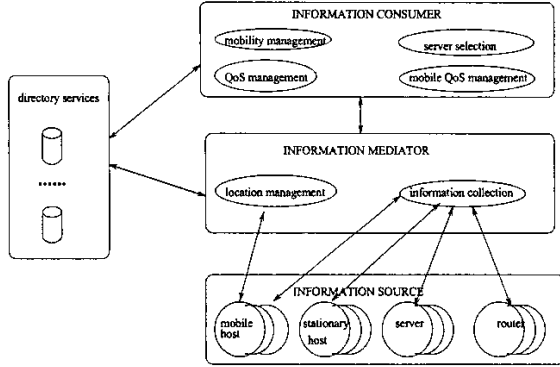 INFORMATION CONSUMER
mobility management
server selection
QoS management
mobile QoS management
directory services
INFORMATION MEDIATOR
location management
information collection
INFORMATION SOURCE
mobile
host
stationary
host
server
router